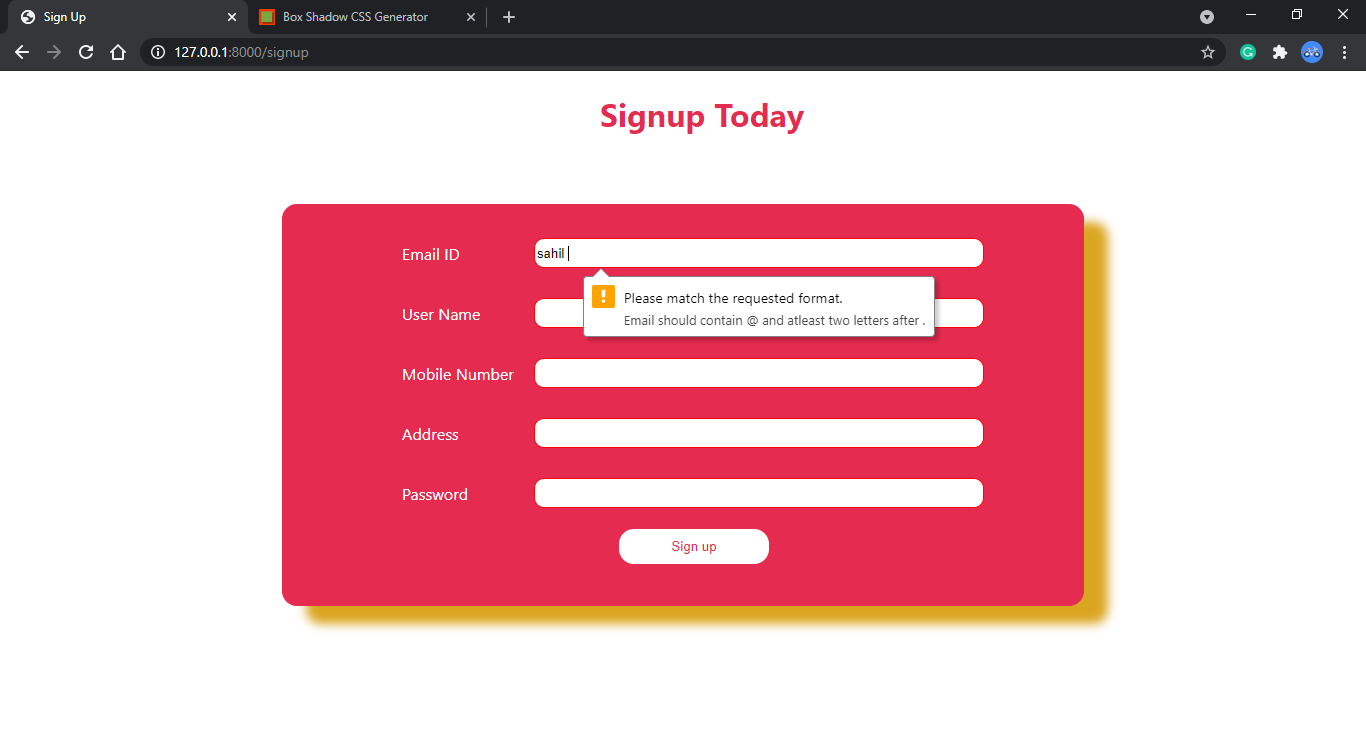 Sign Up
Box Shadow CSS Generator
127.0.0.1:8000/signup
Signup Today
Email ID
sahil
Please match the requested format.
Email should contain @ and atleast two letters after .
User Name
Mobile Number
Address
Password
Sign up